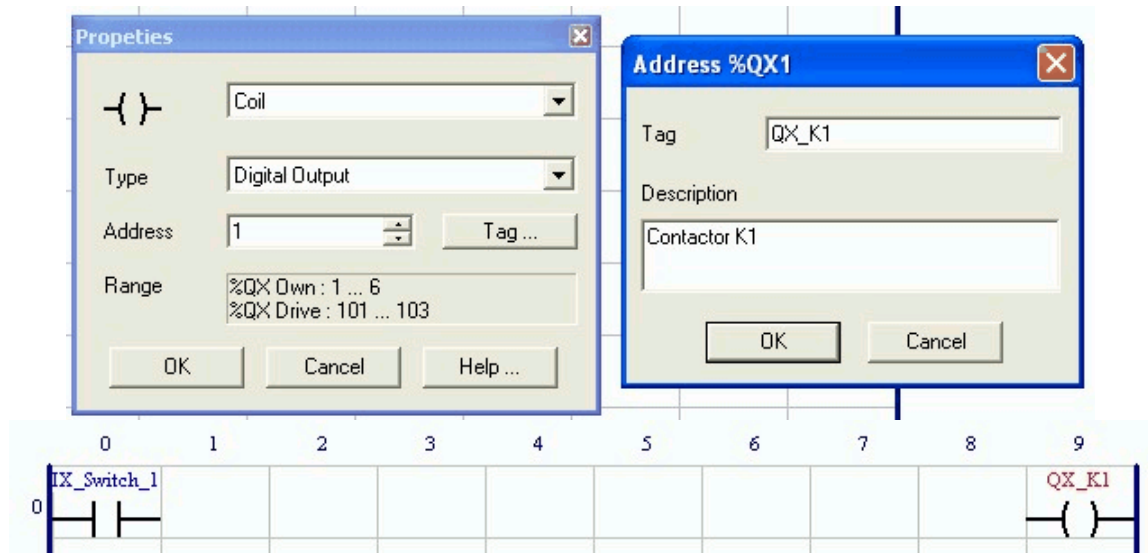 Propeties
Coil
Type
Digital Output
Address
1
Tag ...
Range
%QX Own : 1 ... 6
%QX Drive : 101 ... 103
OK
Cancel
Help ...
Address %QX1
Tag
QX_K1
Description
Contactor K1
OK
Cancel
0 1 2 3 4 5 6 7 8 9
IX_Switch_1
QX_K1
0